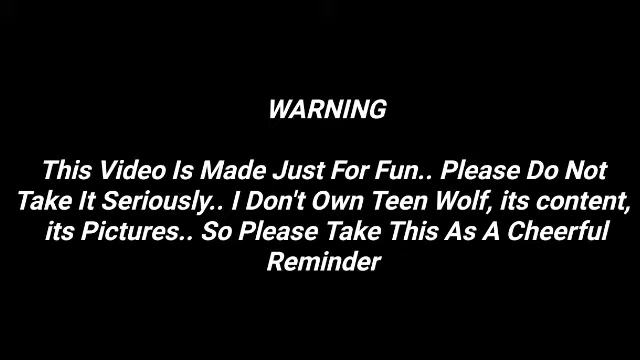 WARNING
This Video Is Made Just For Fun.. Please Do Not
Take It Seriously.. I Don't Own Teen Wolf, its content,
its Pictures.. So Please Take This As A Cheerful
Reminder